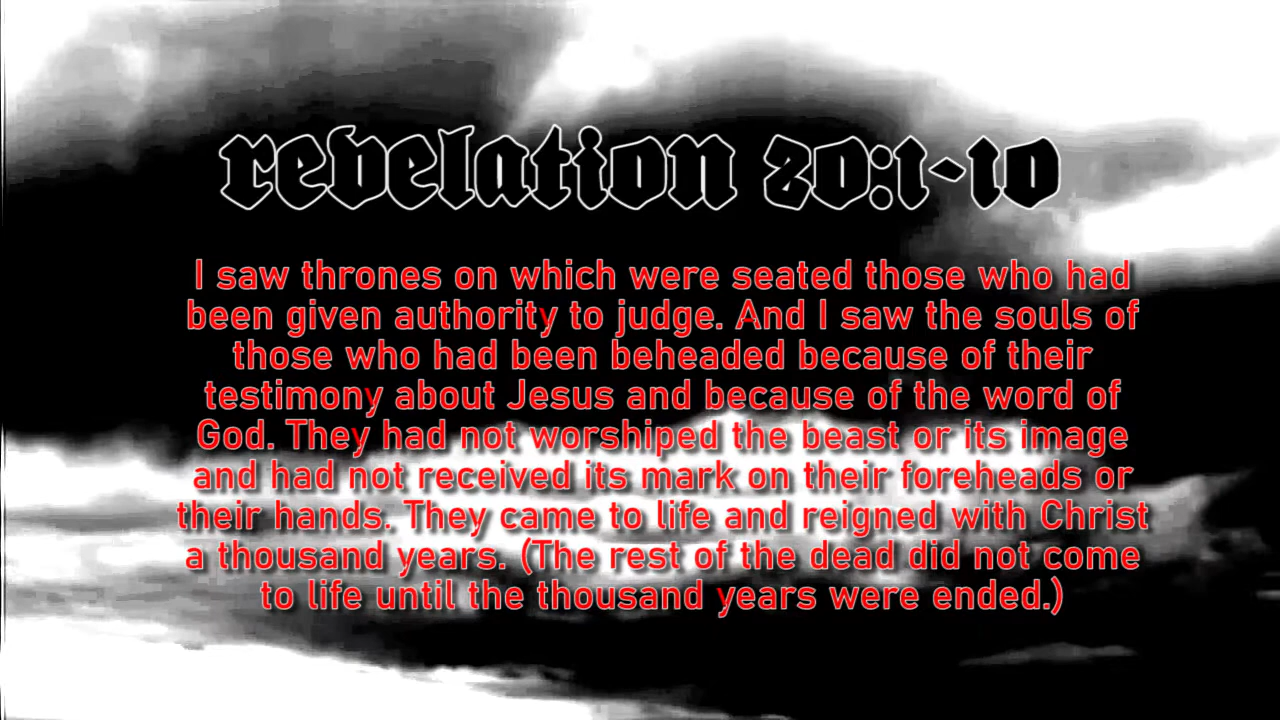 revelation 20:1-10
I saw thrones on which were seated those who had
been given authority to judge. And I saw the souls of
those who had been beheaded because of their
testimony about Jesus and because of the word of
God. They had not worshiped the beast or its image
and had not received its mark on their foreheads or
their hands. They came to life and reigned with Christ
a thousand years. (The rest of the dead did not come
to life until the thousand years were ended.)